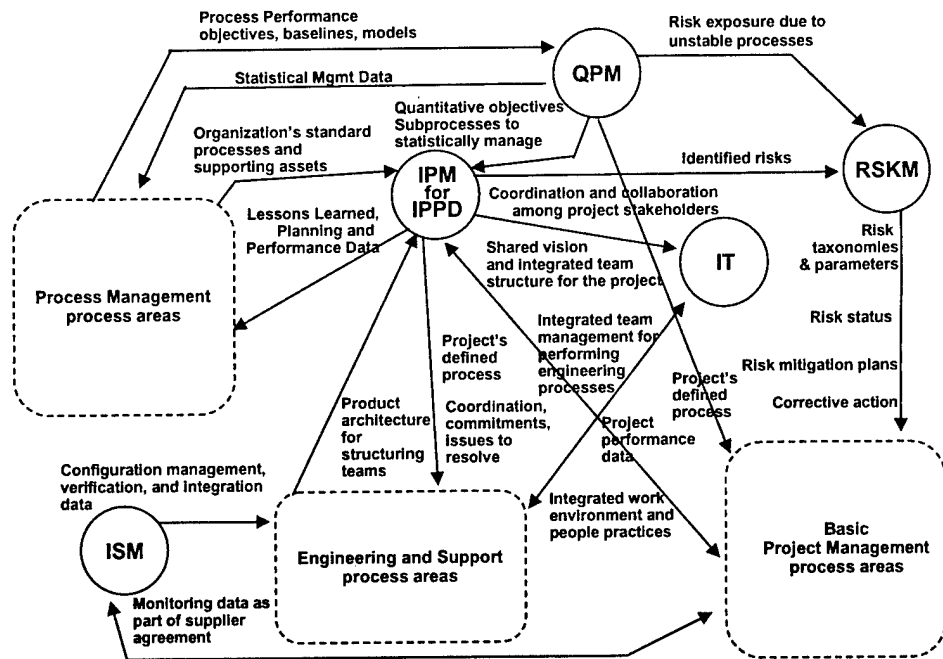 Process Performance
objectives, baselines, models
Risk exposure due to
unstable processes
QPM
Statistical Mgmt Data
Quantitative objectives
Subprocesses to
statistically manage
Organization's standard
processes and
supporting assets
Identified risks
RSKM
IPM
for
IPPD
Coordination and collaboration
among project stakeholders
Lessons Learned,
Planning and
Performance Data
Risk
taxonomies
& parameters
Shared vision
and integrated team
structure for the project
IT
Process Management
process areas
Risk status
Integrated team
management for
performing
engineering
processes
Project's
defined
process
Risk mitigation plans
Project's
defined
process
Corrective action
Product
architecture
for
structuring
teams
Coordination,
commitments,
issues to
resolve
Project
performance
data
Configuration management,
verification, and integration
data
Integrated work
environment and
people practices
ISM
Engineering and Support
process areas
Basic
Project Management
process areas
Monitoring data as
part of supplier
agreement